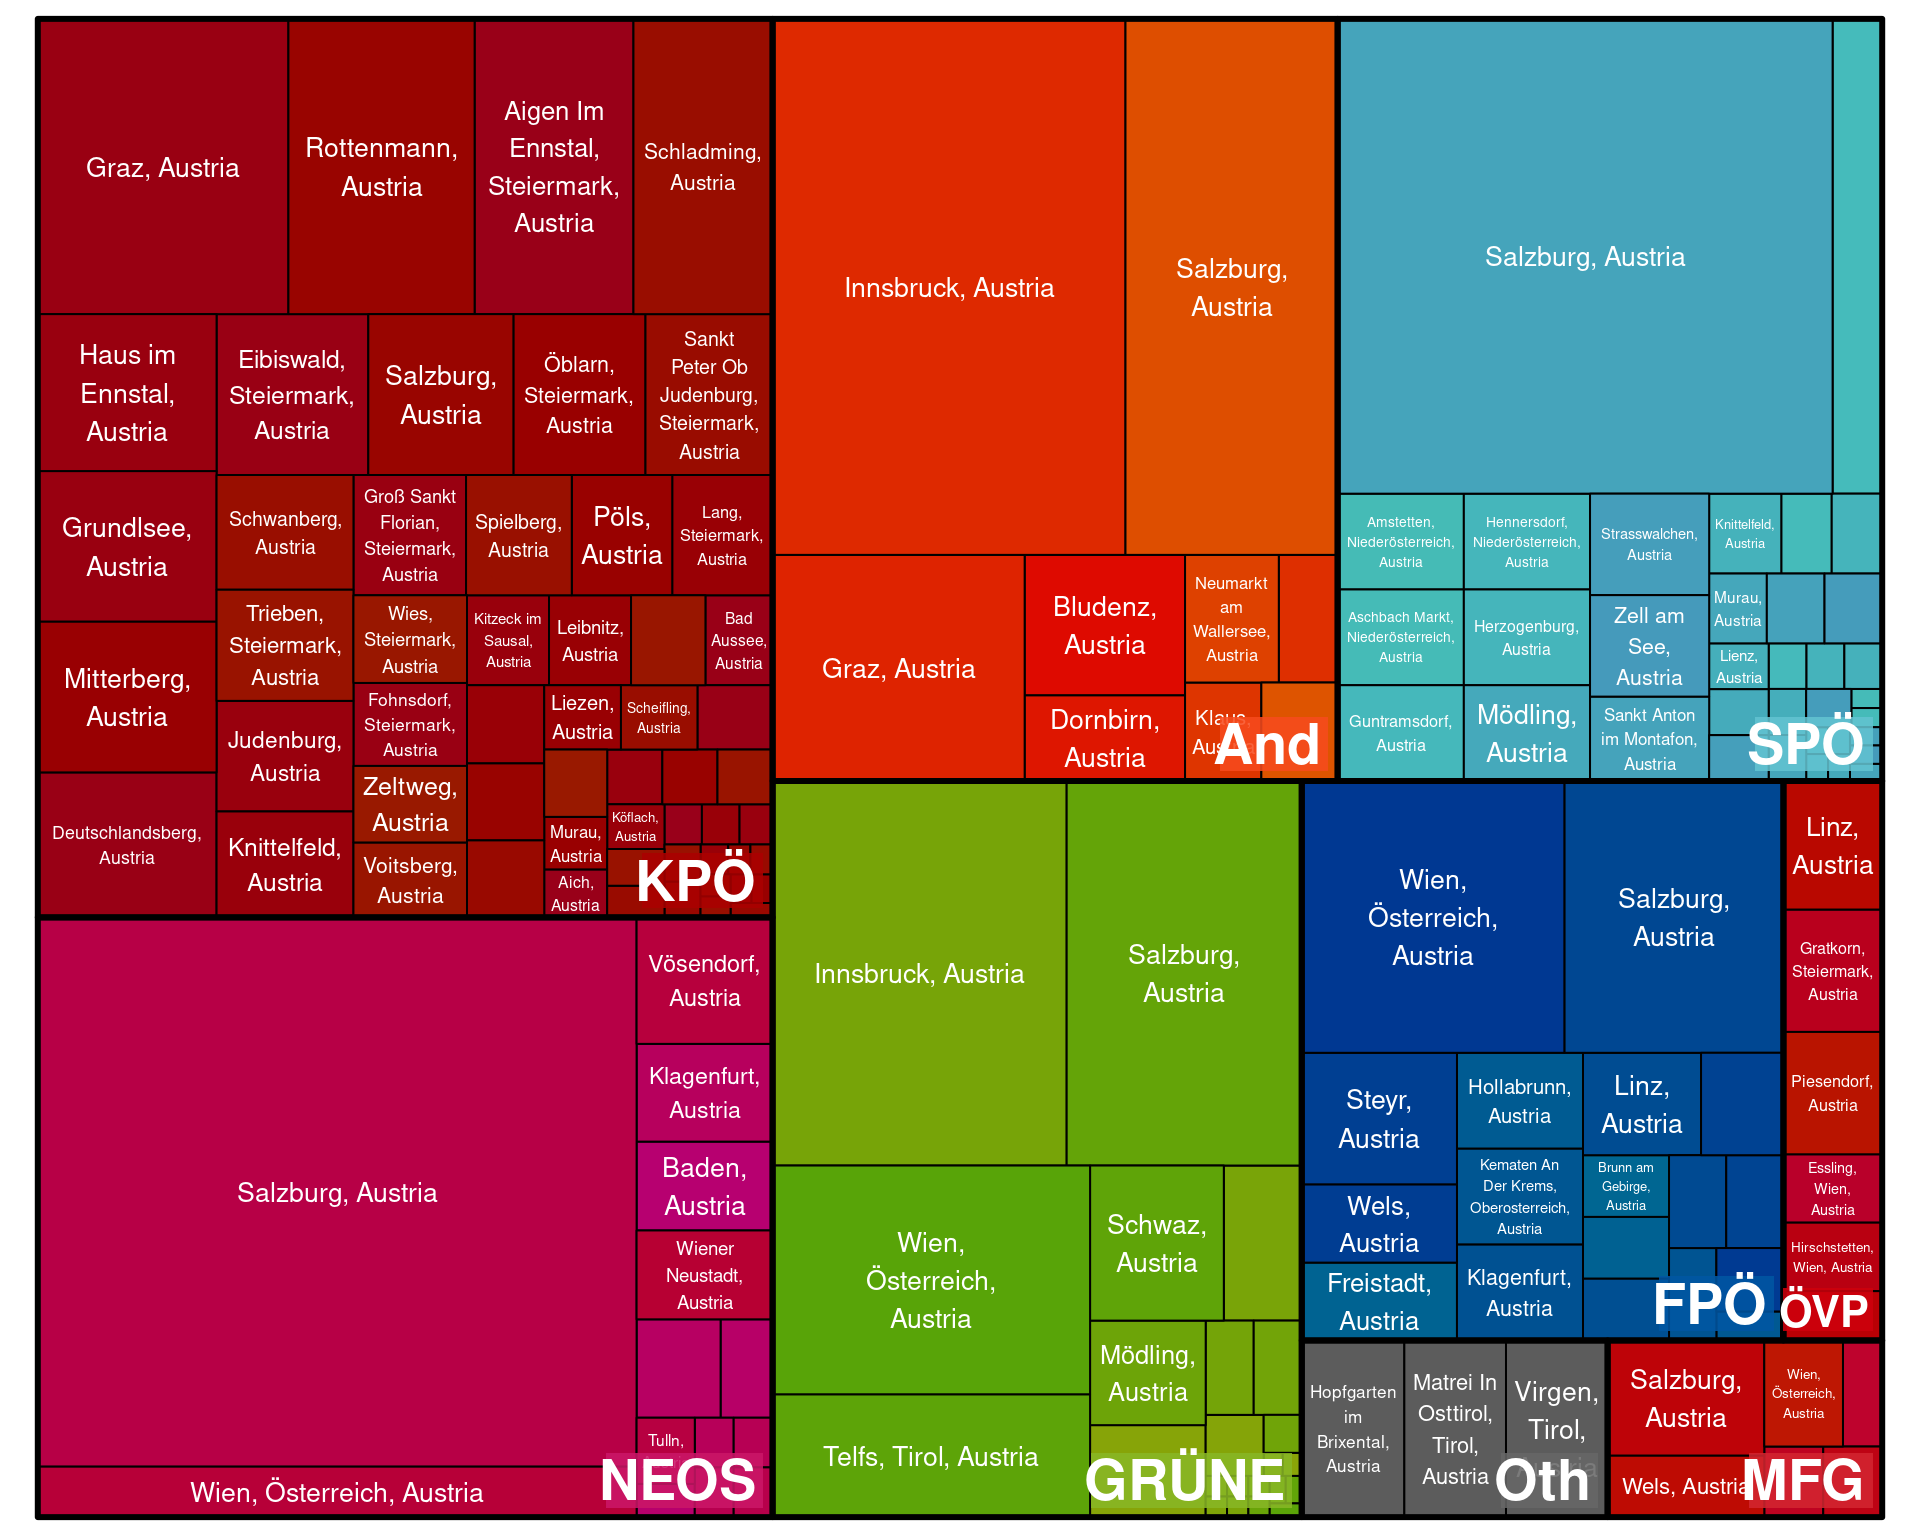 Graz, Austria
Rottenmann,
Austria
Aigen Im
Ennstal,
Steiermark,
Austria
Schladming,
Austria
Haus im
Ennstal,
Austria
Eibiswald,
Steiermark,
Austria
Salzburg,
Austria
Öblarn,
Steiermark,
Austria
Sankt
Peter Ob
Judenburg,
Steiermark,
Austria
Grundlsee,
Austria
Schwanberg,
Austria
Groß Sankt
Florian,
Steiermark,
Austria
Spielberg,
Austria
Pöls,
Austria
Lang,
Steiermark,
Austria
Mitterberg,
Austria
Trieben,
Steiermark,
Austria
Wies,
Steiermark,
Austria
Kitzeck im
Sausal,
Austria
Leibnitz,
Austria
Bad
Aussee,
Austria
Judenburg,
Austria
Fohnsdorf,
Steiermark,
Austria
Liezen,
Austria
Scheifling,
Austria
Deutschlandsberg,
Austria
Knittelfeld,
Austria
Zeltweg,
Austria
Voitsberg,
Austria
Murau,
Austria
Köflach,
Austria
Aich,
Austria
KPÖ
Salzburg, Austria
Vösendorf,
Austria
Klagenfurt,
Austria
Baden,
Austria
Wiener
Neustadt,
Austria
Tulln,
Wien, Österreich, Austria
NEOS
Innsbruck, Austria
Salzburg,
Austria
Graz, Austria
Bludenz,
Austria
Dornbirn,
Austria
Neumarkt
am
Wallersee,
Austria
Klaus,
Austria
And
Salzburg, Austria
Amstetten,
Niederösterreich,
Austria
Hennersdorf,
Niederösterreich,
Austria
Strasswalchen,
Austria
Knittelfeld,
Austria
Aschbach Markt,
Niederösterreich,
Austria
Herzogenburg,
Austria
Zell am
See,
Austria
Murau,
Austria
Lienz,
Austria
Guntramsdorf,
Austria
Mödling,
Austria
Sankt Anton
im Montafon,
Austria
SPÖ
Innsbruck, Austria
Salzburg,
Austria
Wien,
Österreich,
Austria
Schwaz,
Austria
Mödling,
Austria
Telfs, Tirol, Austria
GRÜNE
Wien,
Österreich,
Austria
Salzburg,
Austria
Steyr,
Austria
Hollabrunn,
Austria
Linz,
Austria
Wels,
Austria
Kematen An
Der Krems,
Oberosterreich,
Austria
Brunn am
Gebirge,
Austria
Freistadt,
Austria
Klagenfurt,
Austria
FPÖ
Linz,
Austria
Gratkorn,
Steiermark,
Austria
Piesendorf,
Austria
Essling,
Wien,
Austria
Hirschstetten,
Wien, Austria
ÖVP
Hopfgarten
im
Brixental,
Austria
Matrei In
Osttirol,
Tirol,
Austria
Virgen,
Tirol,
Austria
Oth
Salzburg,
Austria
Wien,
Österreich,
Austria
Wels, Austria
MFG